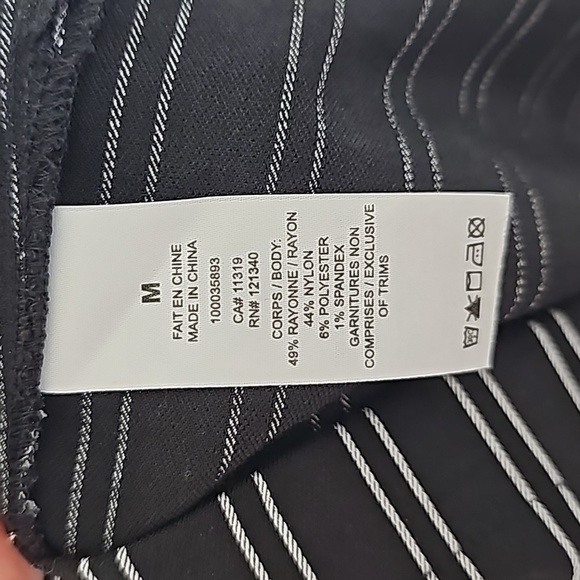 M
FAIT EN CHINE
MADE IN CHINA
100035893
CA# 11319
RN# 121340
CORPS / BODY:
49% RAYONNE / RAYON
44% NYLON
6% POLYESTER
1% SPANDEX
GARNITURES NON
COMPRISES / EXCLUSIVE
OF TRIMS